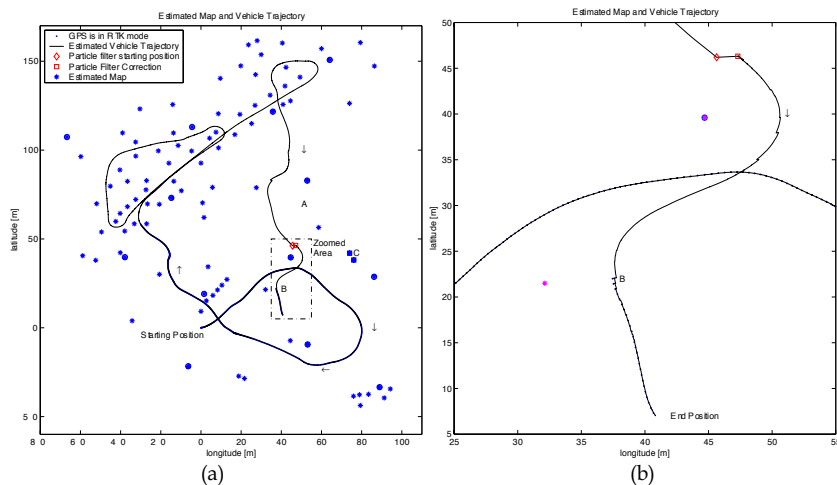 Estimated Map and Vehicle Trajectory
GPS is in RTK mode
Estimated Vehicle Trajectory
Particle filter starting position
Particle Filter Correction
Estimated Map
latitude [m]
150
100
50
0
5 0
A
Zoomed
Area
C
B
Starting Position
8 0
6 0
4 0
2 0
0
20
40
60
80
100
longitude [m]
(a)
Estimated Map and Vehicle Trajectory
latitude [m]
50
45
40
35
30
25
20
15
10
5
B
End Position
25
30
35
40
45
50
55
longitude [m]
(b)